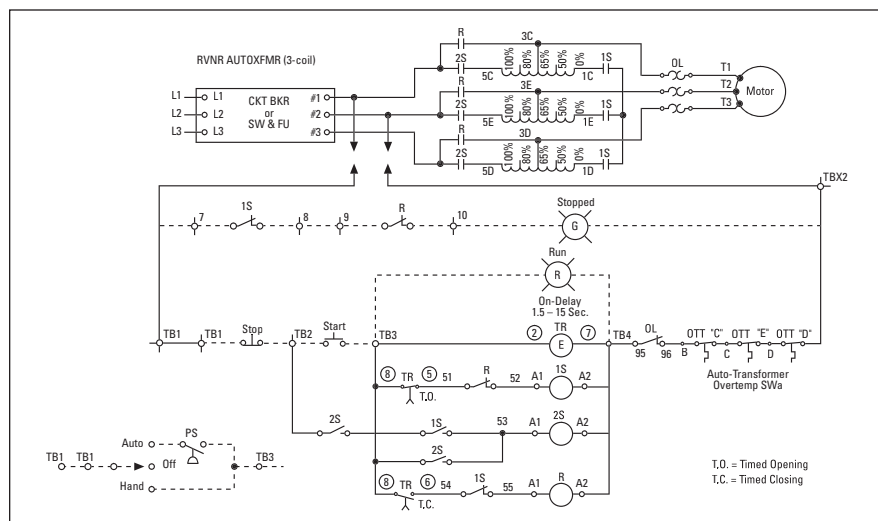 RVNR AUTOXFMR (3-coil)
L1 L1 CKT BKR #1
L2 L2 or #2
L3 L3 SW & FU #3
R 3C
2S 5C 100% 80% 65% 50% 0% 1C 1S
R 3E
2S 5E 100% 80% 65% 50% 0% 1E 1S
R 3D
2S 5D 100% 80% 65% 50% 0% 1D 1S
OL T1
T2 Motor
T3
TBX2
7 1S 8 9 R 10 Stopped
G
Run
R
On-Delay
1.5 – 15 Sec.
TB1 TB1 Stop TB2 Start TB3 2 TR 7 TB4 OL OTT "C" OTT "E" OTT "D"
E 95 96 B C D
Auto-Transformer
Overtemp SWa
8 TR 5 51 R 52 A1 1S A2
T.O.
2S 1S 53 A1 2S A2
2S
8 TR 6 54 1S 55 A1 R A2
T.C.
Auto PS
TB1 TB1 Off TB3
Hand
T.O. = Timed Opening
T.C. = Timed Closing